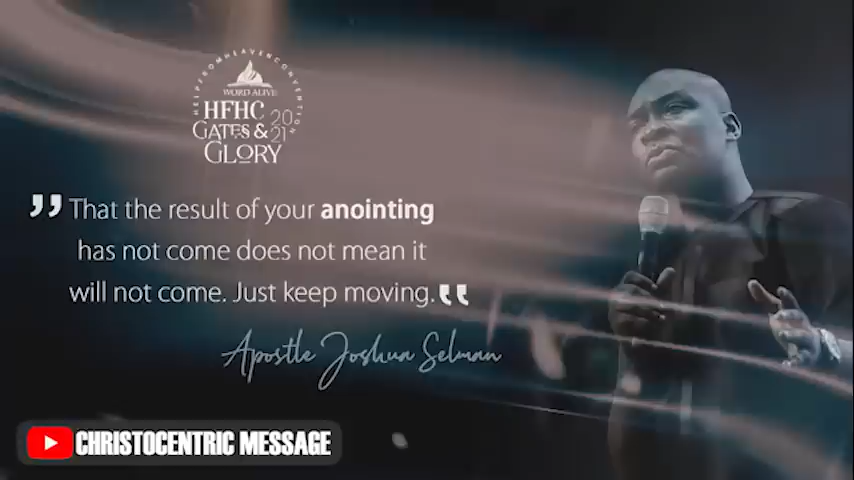 HELPFROMHEAVENCONVENTION
WORD ALIVE
HFHC 20
GATES & 21
GLORY
”That the result of your anointing
has not come does not mean it
will not come. Just keep moving.“
Apostle Joshua Selman
CHRISTOCENTRIC MESSAGE